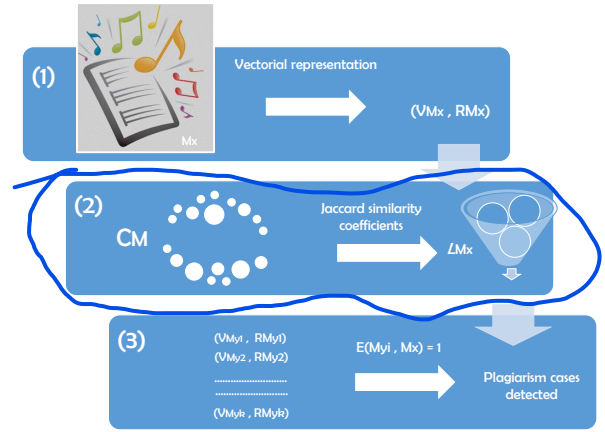 (1)
Mx
Vectorial representation
(VMx , RMx)
(2)
CM
Jaccard similarity
coefficients
LMx
(3)
(VMy1 , RMy1)
(VMy2 , RMy2)
..............................
..............................
(VMyk , RMyk)
E(Myi , Mx) = 1
Plagiarism cases
detected